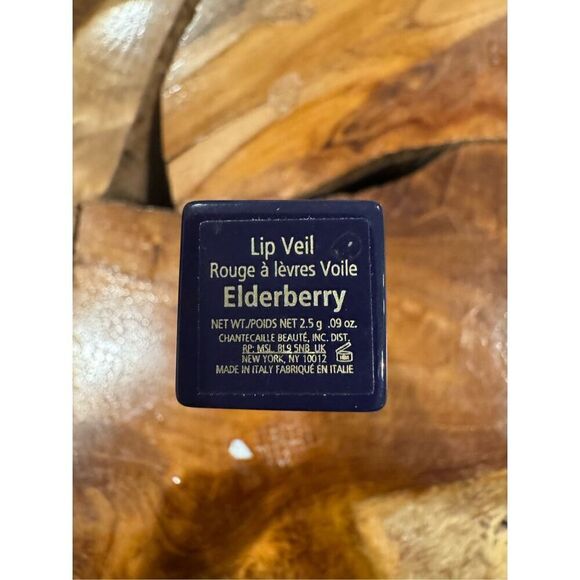 Lip Veil
Rouge à lèvres Voile
Elderberry
NET WT./POIDS NET 2.5 g .09 oz.
CHANTECAILLE BEAUTÉ, INC. DIST.
RP: MSL, RL9 5NB UK
NEW YORK, NY 10012
MADE IN ITALY FABRIQUÉ EN ITALIE